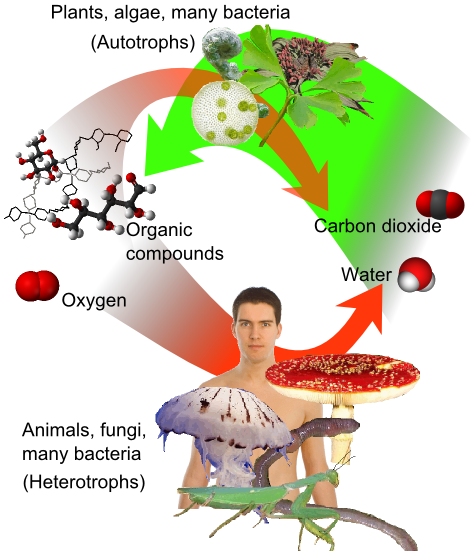 Plants, algae, many bacteria
(Autotrophs)
Organic
compounds
Carbon dioxide
Water
Oxygen
Animals, fungi,
many bacteria
(Heterotrophs)